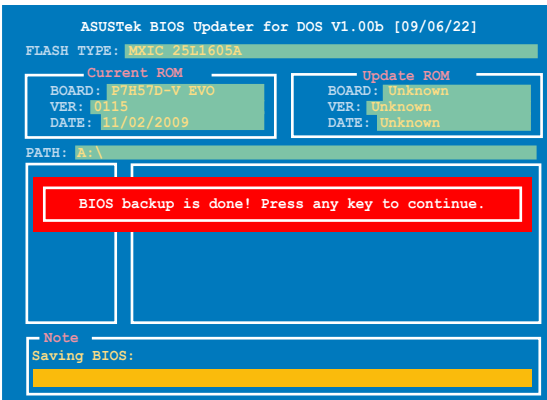 ASUSTek BIOS Updater for DOS V1.00b [09/06/22]
FLASH TYPE: MXIC 25L1605A
Current ROM
BOARD: P7H57D-V EVO
VER: 0115
DATE: 11/02/2009
Update ROM
BOARD: Unknown
VER: Unknown
DATE: Unknown
PATH: A:\
BIOS backup is done! Press any key to continue.
Note
Saving BIOS: